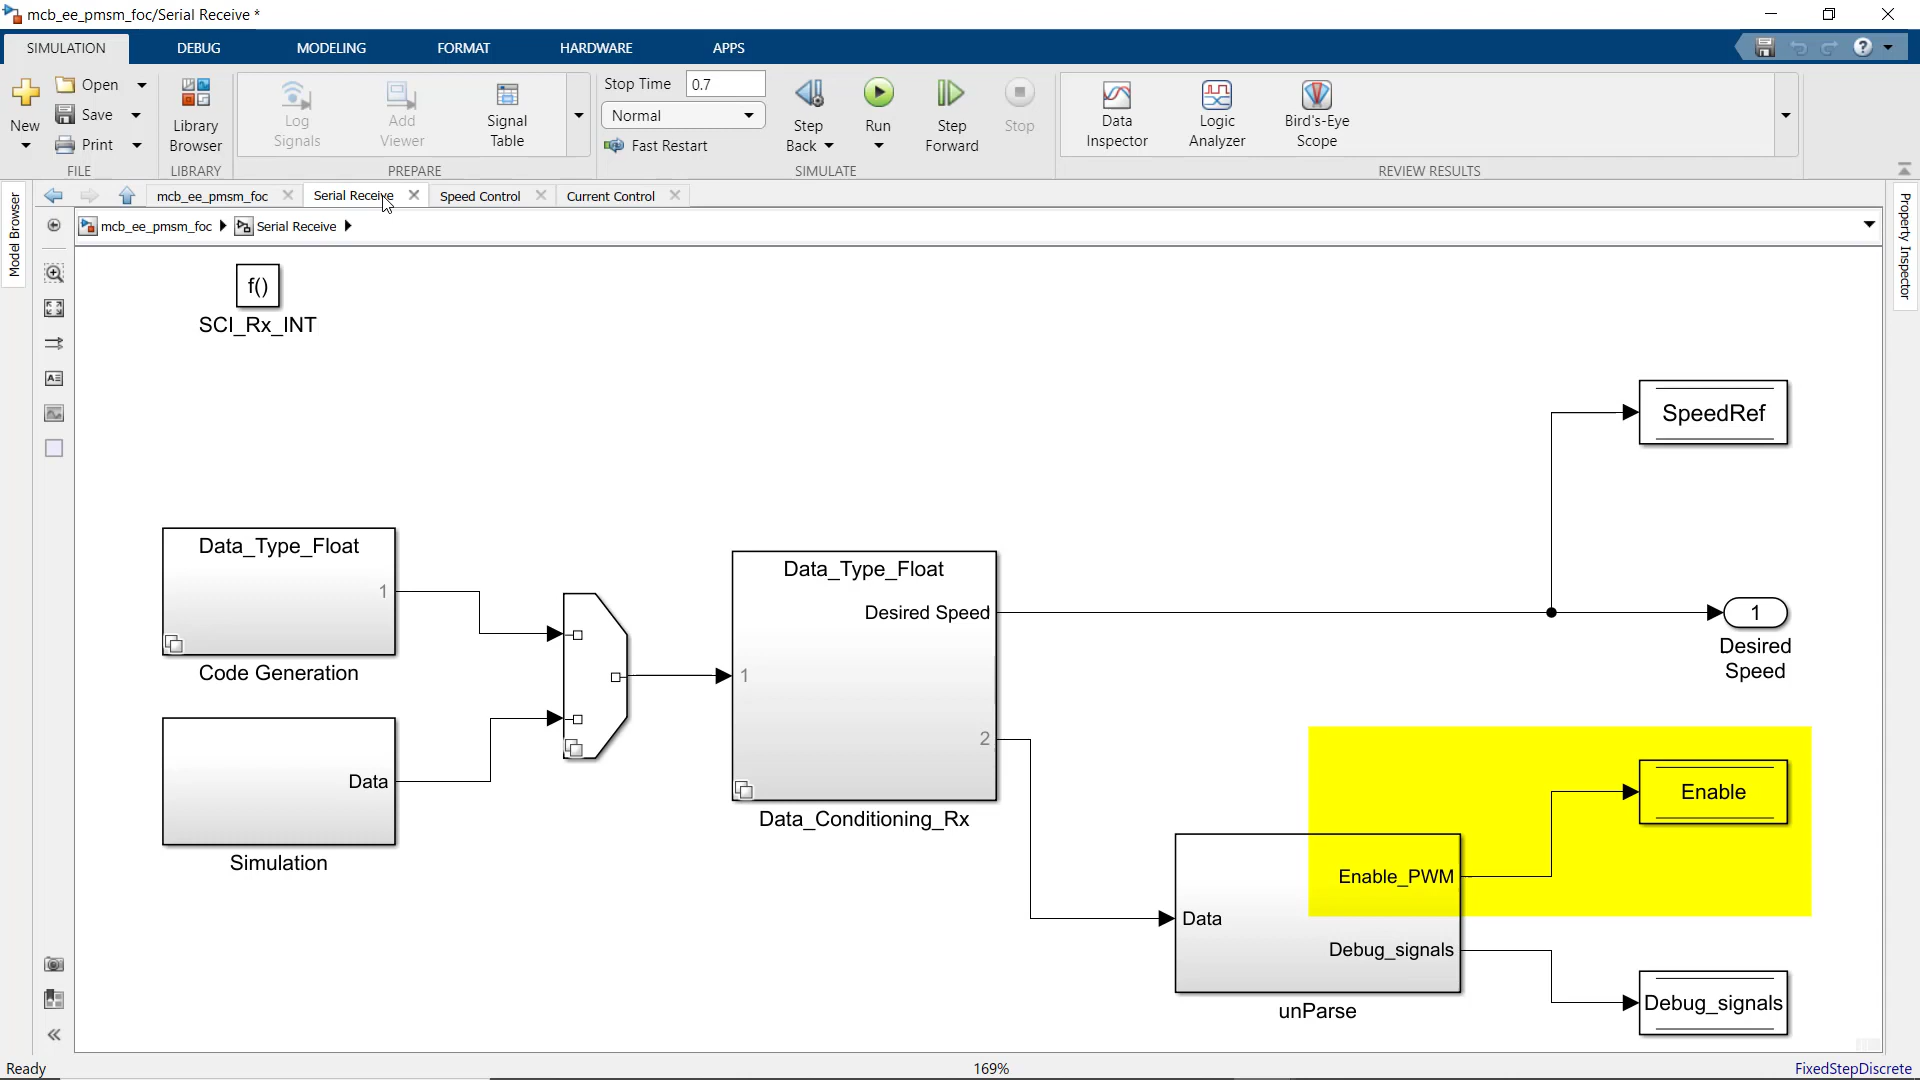 mcb_ee_pmsm_foc/Serial Receive *
SIMULATION
DEBUG
MODELING
FORMAT
HARDWARE
APPS
?
New
Open
Save
Print
FILE
Library
Browser
LIBRARY
Log
Signals
Add
Viewer
Signal
Table
PREPARE
Stop Time
0.7
Normal
Fast Restart
Step
Back
Run
Step
Forward
Stop
SIMULATE
Data
Inspector
Logic
Analyzer
Bird's-Eye
Scope
REVIEW RESULTS
Model Browser
mcb_ee_pmsm_foc
Serial Receive
Speed Control
Current Control
Property Inspector
mcb_ee_pmsm_foc
Serial Receive
f()
SCI_Rx_INT
SpeedRef
Data_Type_Float
1
Code Generation
Data
Simulation
Data_Type_Float
Desired Speed
1
2
Data_Conditioning_Rx
1
Desired
Speed
Enable
Enable_PWM
Data
Debug_signals
unParse
Debug_signals
Ready
169%
FixedStepDiscrete